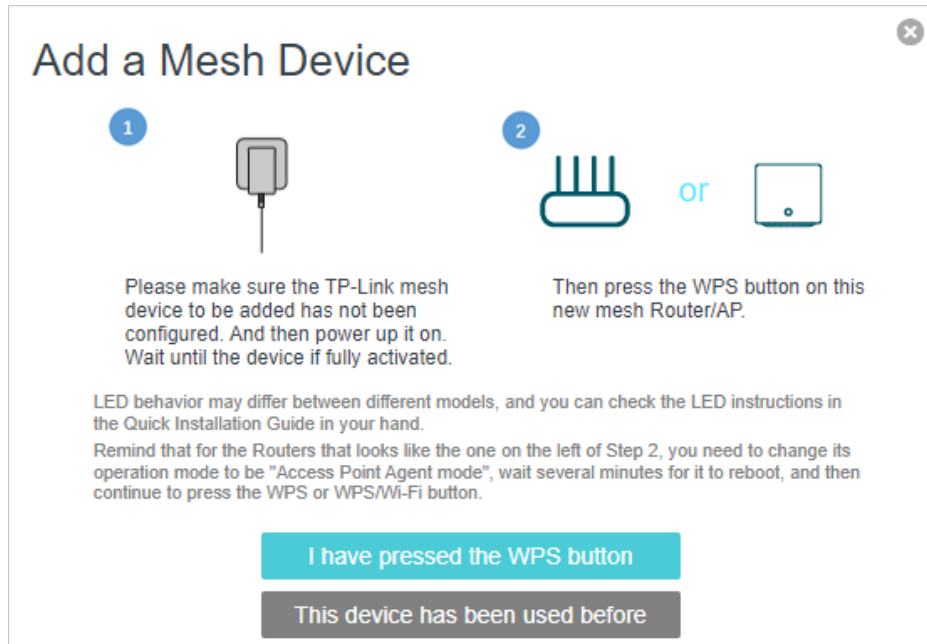 Add a Mesh Device
1
2
or
Please make sure the TP-Link mesh
device to be added has not been
configured. And then power up it on.
Wait until the device if fully activated.
Then press the WPS button on this
new mesh Router/AP.
LED behavior may differ between different models, and you can check the LED instructions in
the Quick Installation Guide in your hand.
Remind that for the Routers that looks like the one on the left of Step 2, you need to change its
operation mode to be "Access Point Agent mode", wait several minutes for it to reboot, and then
continue to press the WPS or WPS/Wi-Fi button.
I have pressed the WPS button
This device has been used before